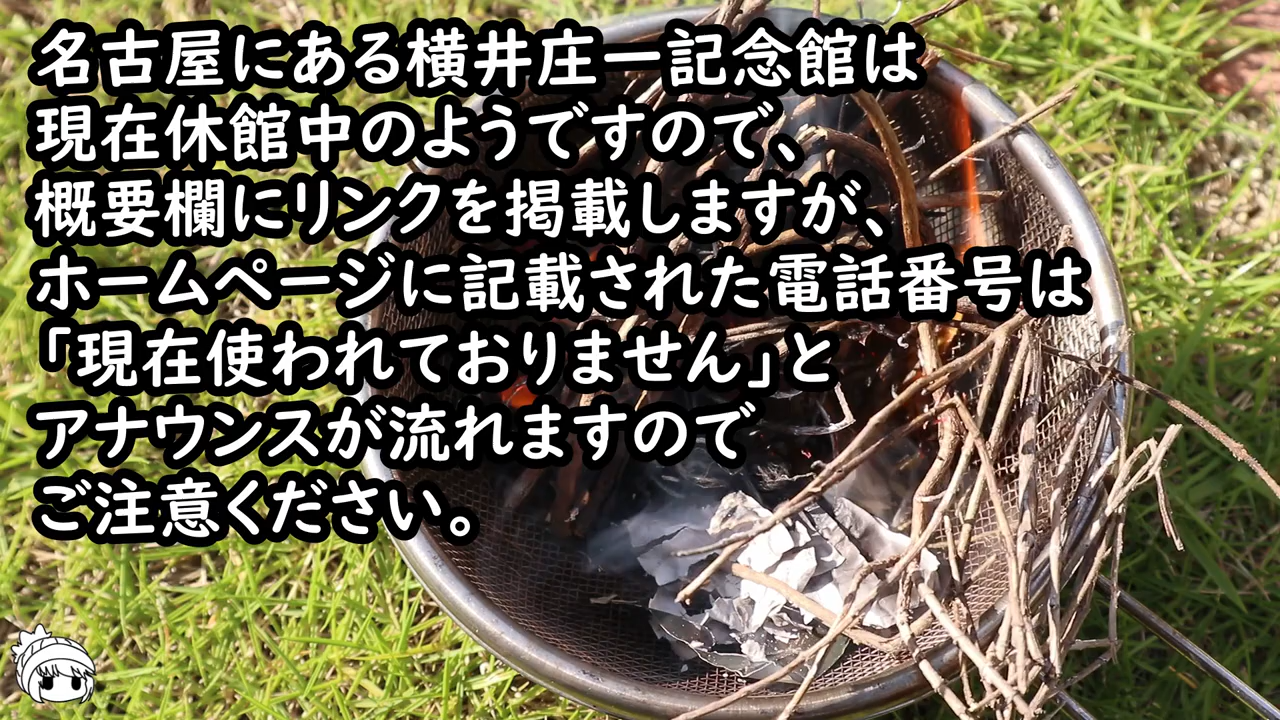 名古屋にある横井庄一記念館は
現在休館中のようですので、
概要欄にリンクを掲載しますが、
ホームページに記載された電話番号は
「現在使われておりません」と
アナウンスが流れますので
ご注意ください。